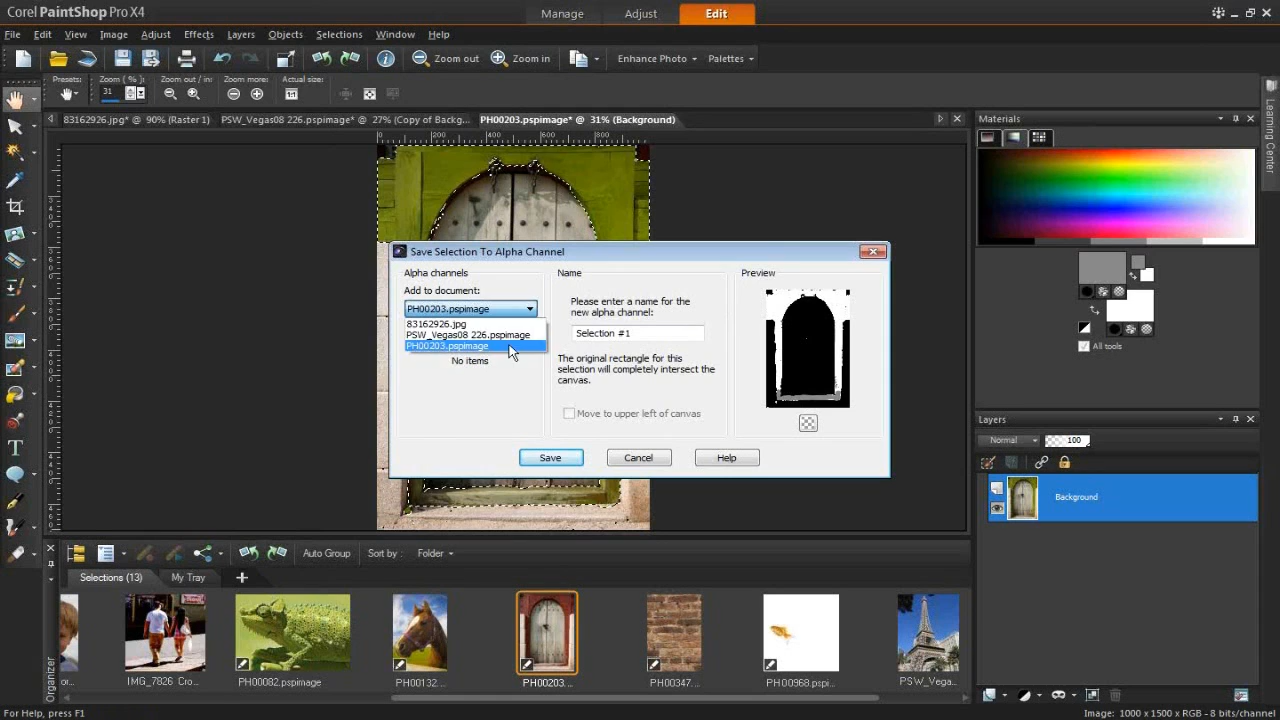 Corel PaintShop Pro X4
Manage Adjust Edit
File Edit View Image Adjust Effects Layers Objects Selections Window Help
Zoom out Zoom in Enhance Photo Palettes
Presets: Zoom (%): Zoom out / in: Zoom more: Actual size:
31
83162926.jpg* @ 90% (Raster 1) PSW_Vegas08 226.pspimage* @ 27% (Copy of Backg... PH00203.pspimage* @ 31% (Background)
0 200 400 600 800
Materials
Learning Center
All tools
Save Selection To Alpha Channel
Alpha channels Name Preview
Add to document:
PH00203.pspimage
83162926.jpg
PSW_Vegas08 226.pspimage
PH00203.pspimage
No items
Please enter a name for the
new alpha channel:
Selection #1
The original rectangle for this
selection will completely intersect the
canvas.
Move to upper left of canvas
Save Cancel Help
Layers
Normal 100
Background
Auto Group Sort by : Folder
Selections (13) My Tray
Organizer
or... IMG_7826 Cro... PH00082.pspimage PH00132... PH00203... PH00347... PH00968.pspi... PSW_Vega...
For Help, press F1
Image: 1000 x 1500 x RGB - 8 bits/channel